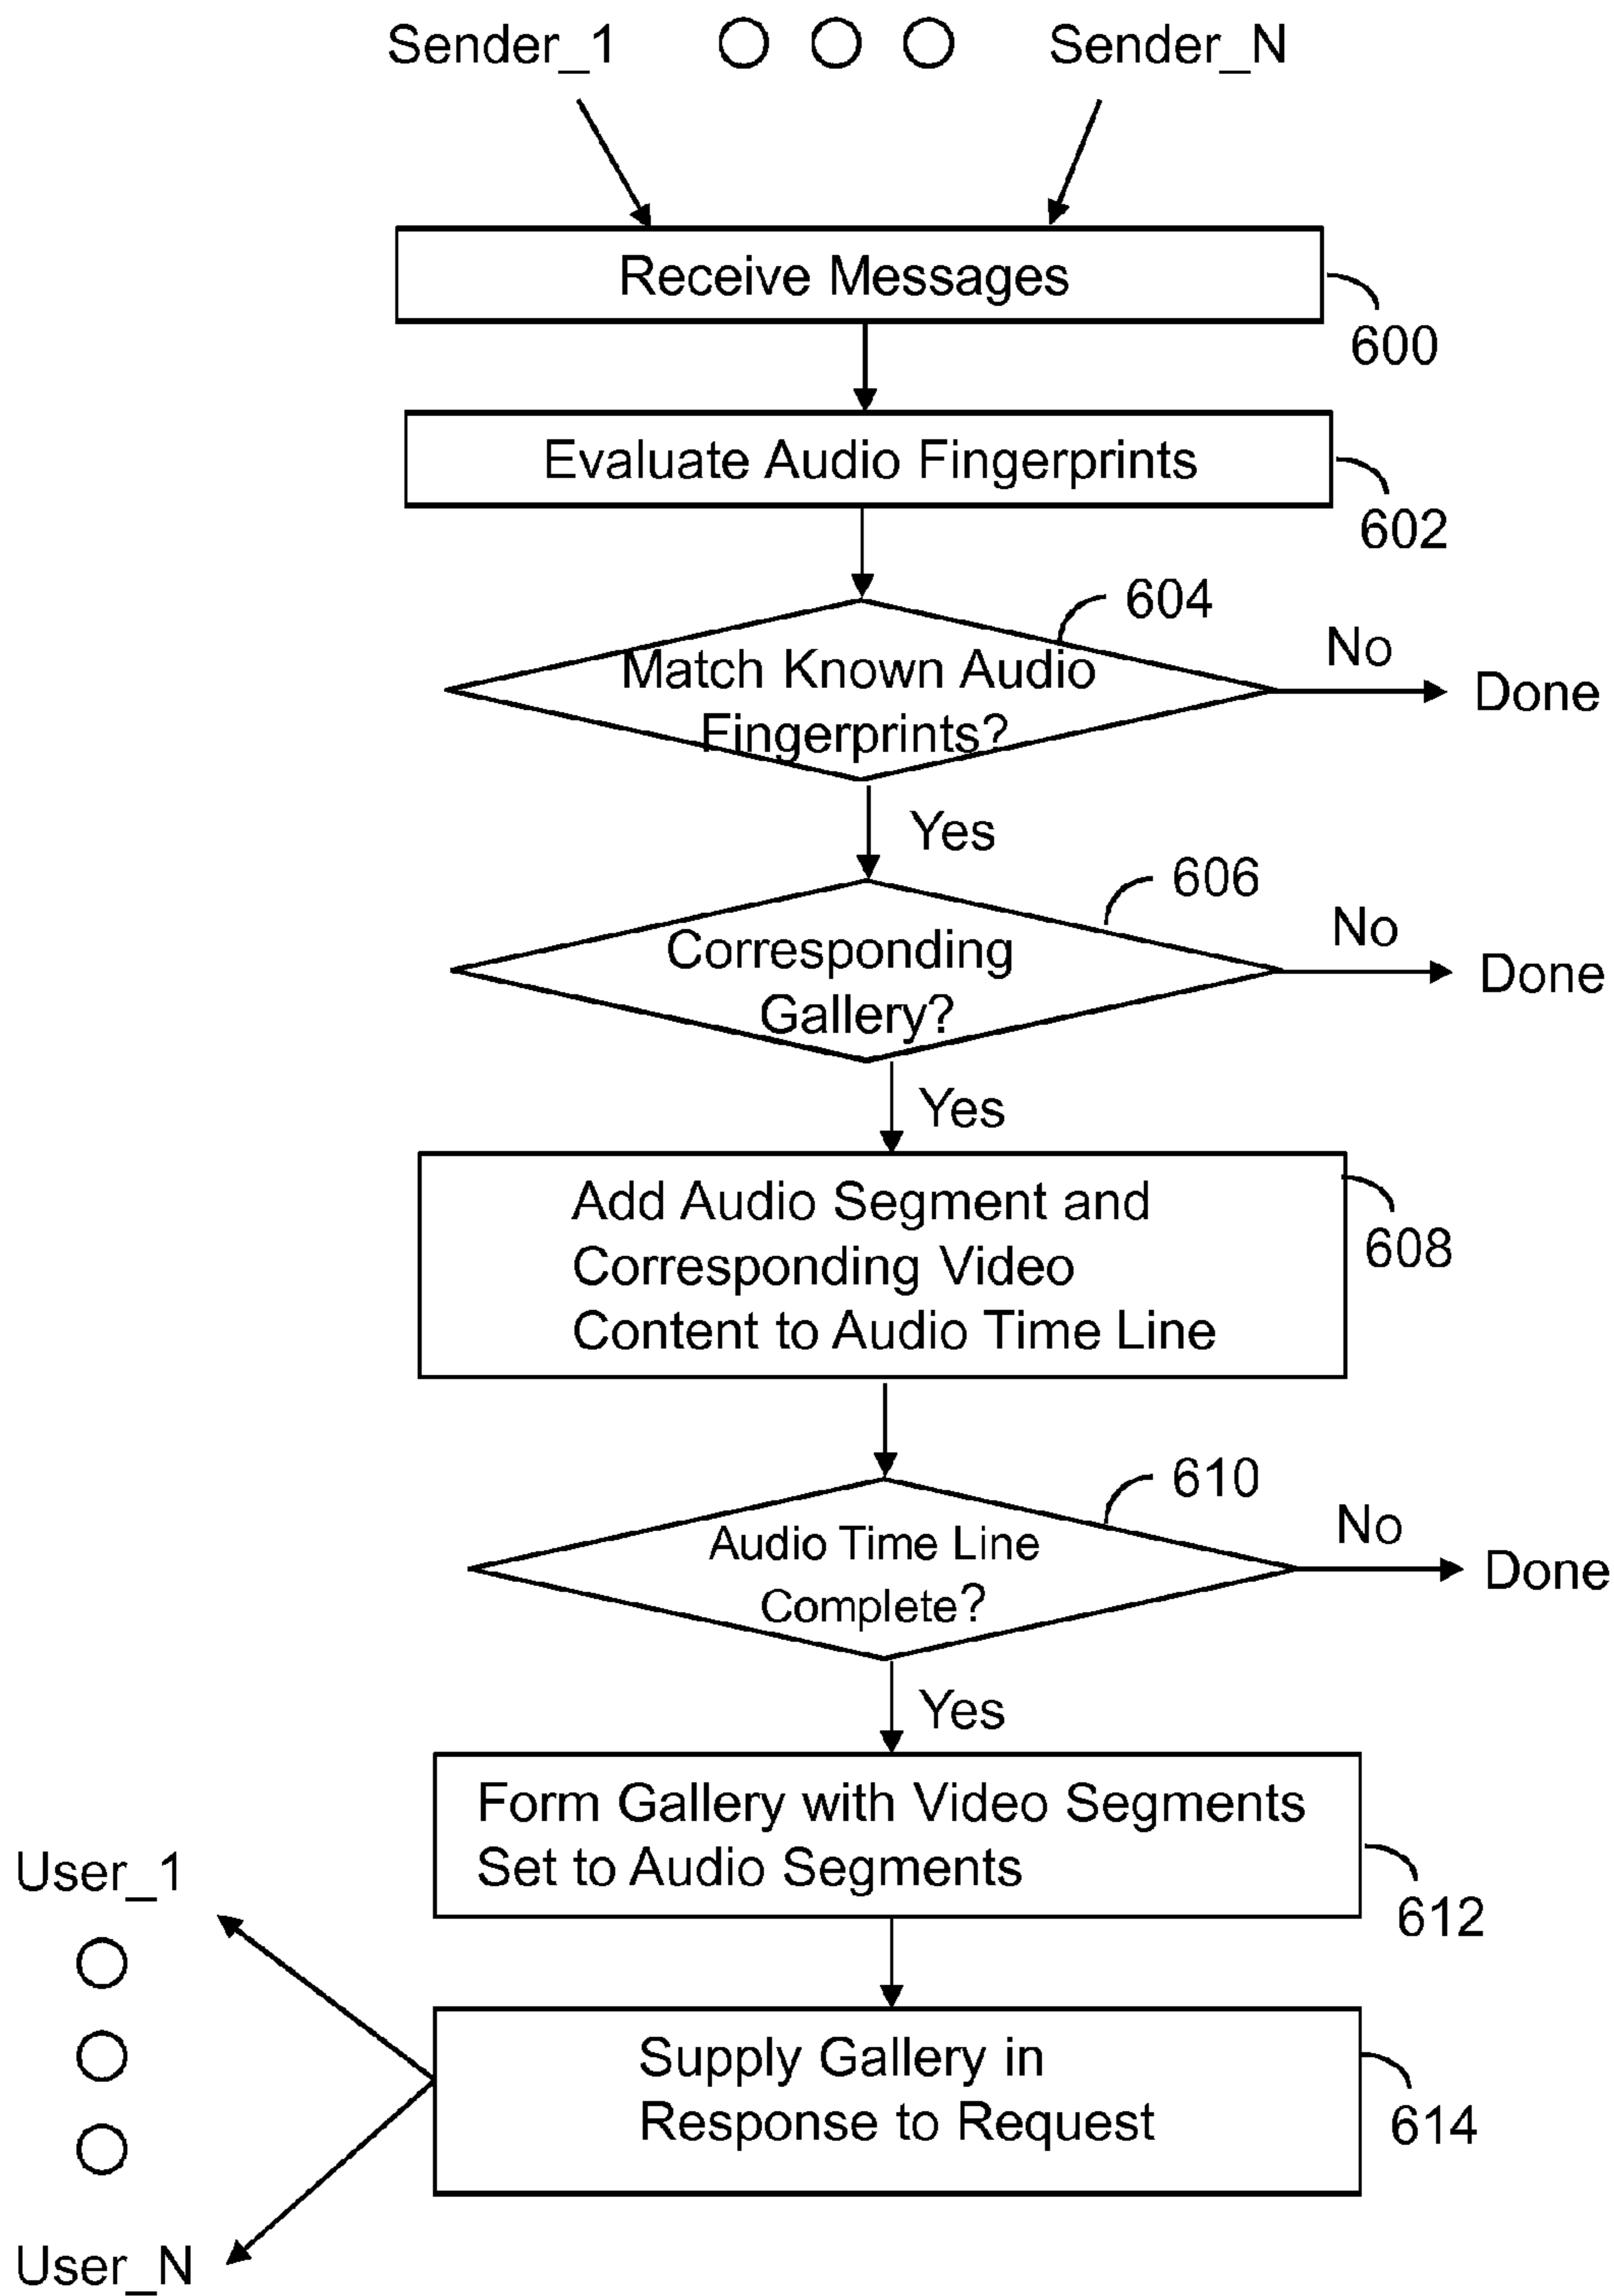 Sender_1
Sender_N
Receive Messages
600
Evaluate Audio Fingerprints
602
604
Match Known Audio
Fingerprints?
No
Done
Yes
606
Corresponding
Gallery?
No
Done
Yes
Add Audio Segment and
Corresponding Video
Content to Audio Time Line
608
610
Audio Time Line
Complete?
No
Done
Yes
Form Gallery with Video Segments
Set to Audio Segments
612
User_1
Supply Gallery in
Response to Request
614
User_N